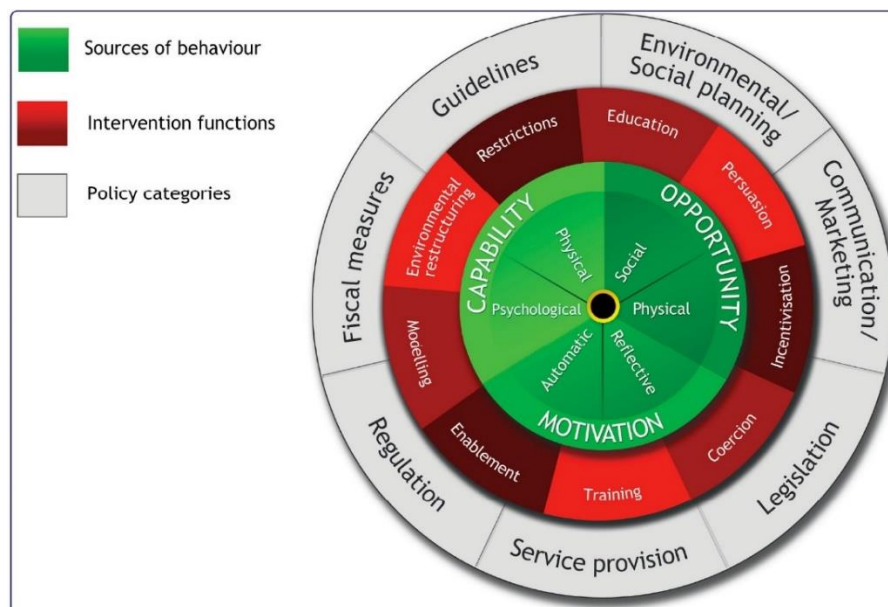 Sources of behaviour
Intervention functions
Policy categories
Guidelines
Environmental/
Social planning
Communication/
Marketing
Legislation
Service provision
Regulation
Fiscal measures
Restrictions
Education
Persuasion
Incentivisation
Coercion
Training
Enablement
Modelling
Environmental
restructuring
CAPABILITY
OPPORTUNITY
MOTIVATION
Physical
Social
Physical
Reflective
Automatic
Psychological